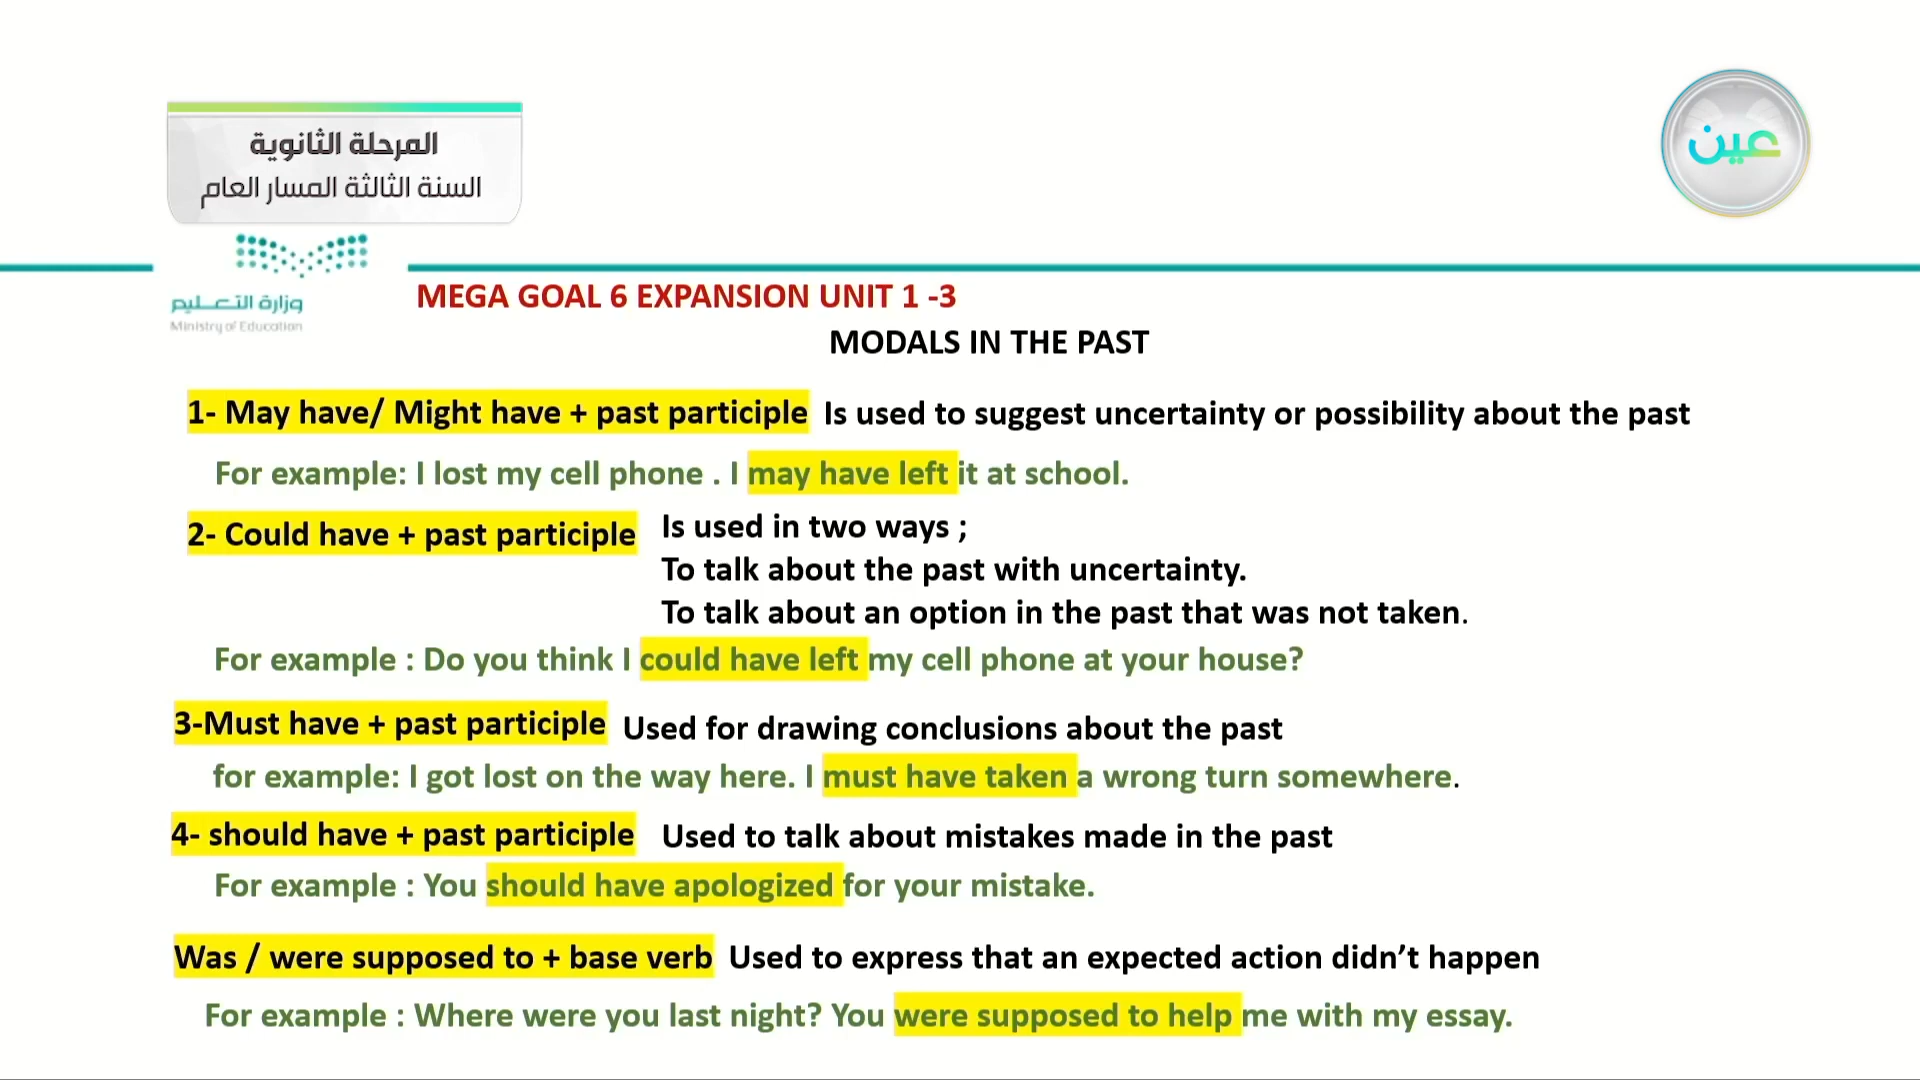 المرحلة الثانوية
السنة الثالثة المسار العام
عين
وزارة التعليم
Ministry of Education
MEGA GOAL 6 EXPANSION UNIT 1 -3
MODALS IN THE PAST
1- May have/ Might have + past participle Is used to suggest uncertainty or possibility about the past
For example: I lost my cell phone . I may have left it at school.
2- Could have + past participle Is used in two ways ;
To talk about the past with uncertainty.
To talk about an option in the past that was not taken.
For example : Do you think I could have left my cell phone at your house?
3-Must have + past participle Used for drawing conclusions about the past
for example: I got lost on the way here. I must have taken a wrong turn somewhere.
4- should have + past participle Used to talk about mistakes made in the past
For example : You should have apologized for your mistake.
Was / were supposed to + base verb Used to express that an expected action didn’t happen
For example : Where were you last night? You were supposed to help me with my essay.